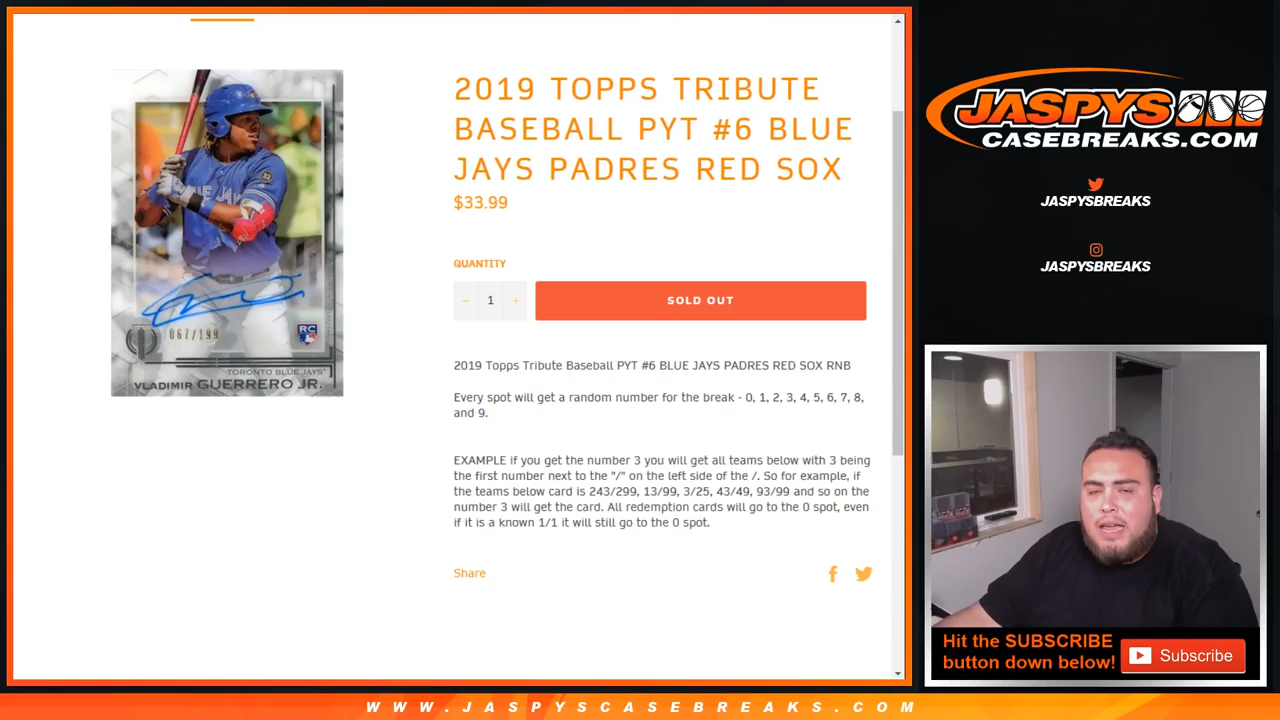 2019 TOPPS TRIBUTE
BASEBALL PYT #6 BLUE
JAYS PADRES RED SOX
$33.99
QUANTITY
− 1 +
SOLD OUT
2019 Topps Tribute Baseball PYT #6 BLUE JAYS PADRES RED SOX RNB
Every spot will get a random number for the break - 0, 1, 2, 3, 4, 5, 6, 7, 8,
and 9.
EXAMPLE if you get the number 3 you will get all teams below with 3 being
the first number next to the "/" on the left side of the /. So for example, if
the teams below card is 243/299, 13/99, 3/25, 43/49, 93/99 and so on the
number 3 will get the card. All redemption cards will go to the 0 spot, even
if it is a known 1/1 it will still go to the 0 spot.
Share
067/199
RC
TORONTO BLUE JAYS
VLADIMIR GUERRERO JR.
JASPYS
CASEBREAKS.COM
JASPYSBREAKS
JASPYSBREAKS
Hit the SUBSCRIBE
button down below!
Subscribe
WWW.JASPYSCASEBREAKS.COM